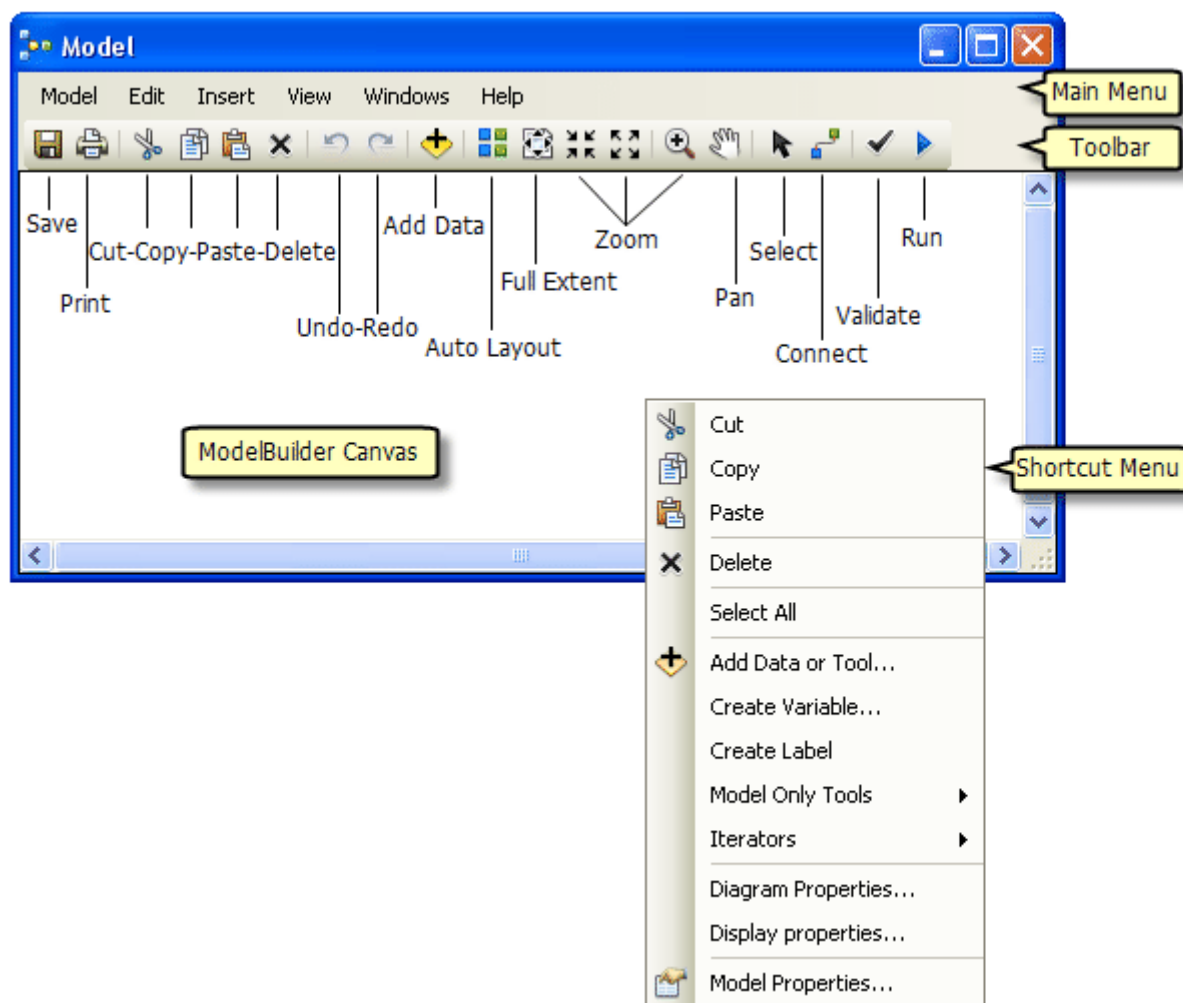 Model
Model Edit Insert View Windows Help
Main Menu
Toolbar
Save
Add Data
Run
Zoom
Cut-Copy-Paste-Delete
Select
Full Extent
Print
Pan
Undo-Redo
Validate
Auto Layout
Connect
ModelBuilder Canvas
Shortcut Menu
Cut
Copy
Paste
Delete
Select All
Add Data or Tool...
Create Variable...
Create Label
Model Only Tools
Iterators
Diagram Properties...
Display properties...
Model Properties...